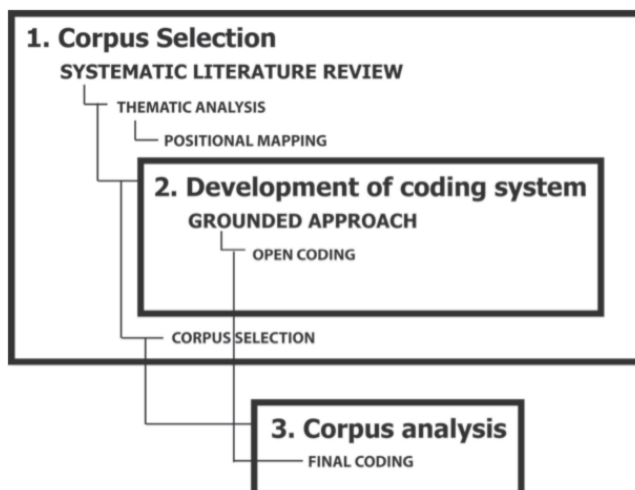 1. Corpus Selection
SYSTEMATIC LITERATURE REVIEW
THEMATIC ANALYSIS
POSITIONAL MAPPING
2. Development of coding system
GROUNDED APPROACH
OPEN CODING
CORPUS SELECTION
3. Corpus analysis
FINAL CODING